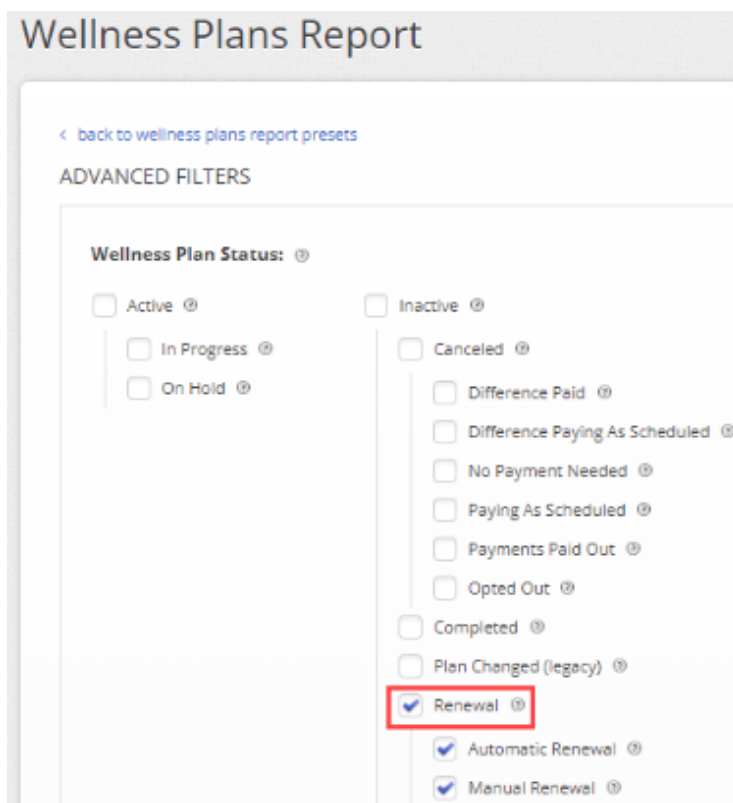 Wellness Plans Report
< back to wellness plans report presets
ADVANCED FILTERS
Wellness Plan Status:
Active
Inactive
In Progress
Canceled
On Hold
Difference Paid
Difference Paying As Scheduled
No Payment Needed
Paying As Scheduled
Payments Paid Out
Opted Out
Completed
Plan Changed (legacy)
Renewal
Automatic Renewal
Manual Renewal